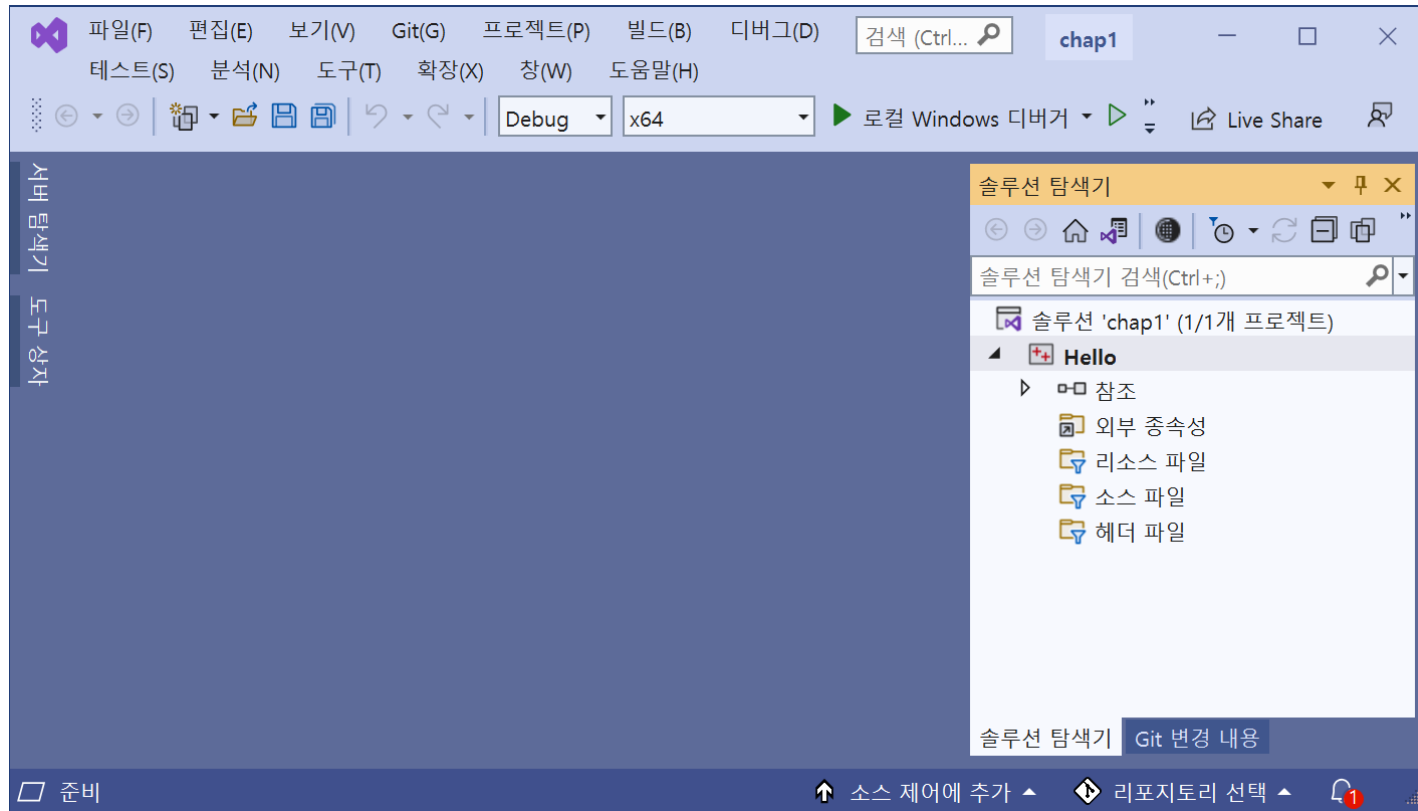 파일(F) 편집(E) 보기(V) Git(G) 프로젝트(P) 빌드(B) 디버그(D) 검색 (Ctrl... chap1
테스트(S) 분석(N) 도구(T) 확장(X) 창(W) 도움말(H)
Debug x64 로컬 Windows 디버거 Live Share
서버 탐색기
도구 상자
솔루션 탐색기
솔루션 탐색기 검색(Ctrl+;)
솔루션 'chap1' (1/1개 프로젝트)
Hello
참조
외부 종속성
리소스 파일
소스 파일
헤더 파일
솔루션 탐색기 Git 변경 내용
준비 소스 제어에 추가 리포지토리 선택 1